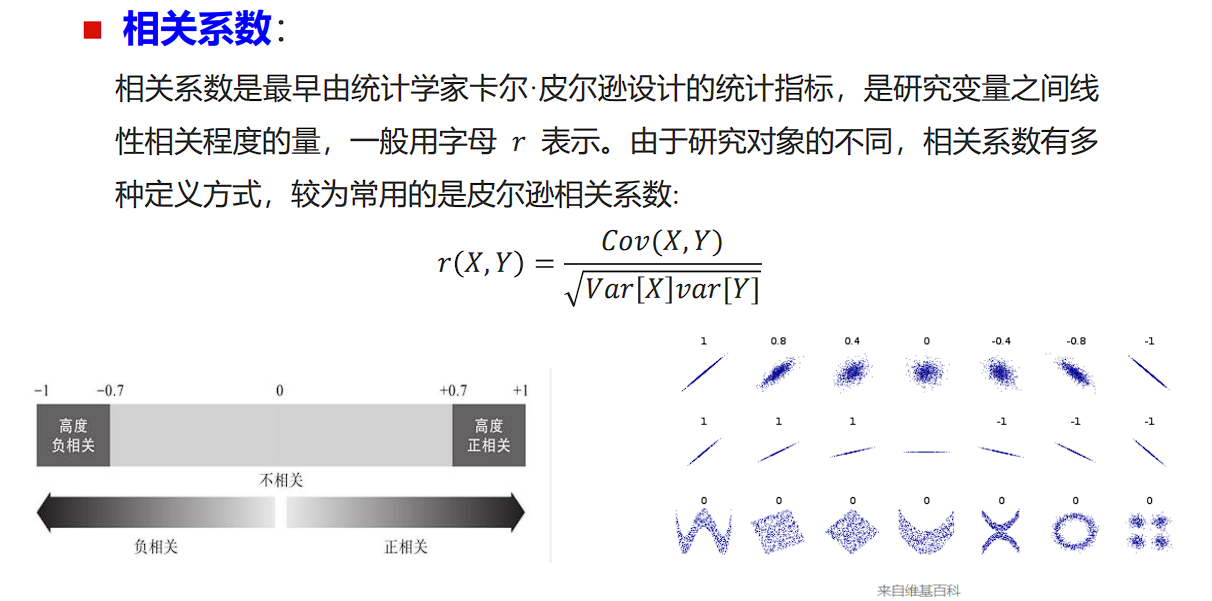 相关系数：
相关系数是最早由统计学家卡尔·皮尔逊设计的统计指标，是研究变量之间线
性相关程度的量，一般用字母 r 表示。由于研究对象的不同，相关系数有多
种定义方式，较为常用的是皮尔逊相关系数:
r(X,Y) = Cov(X,Y) / √Var[X]var[Y]
−1 −0.7 0 +0.7 +1
高度
负相关
高度
正相关
不相关
负相关 正相关
1 0.8 0.4 0 -0.4 -0.8 -1
1 1 1 -1 -1 -1
0 0 0 0 0 0 0
来自维基百科